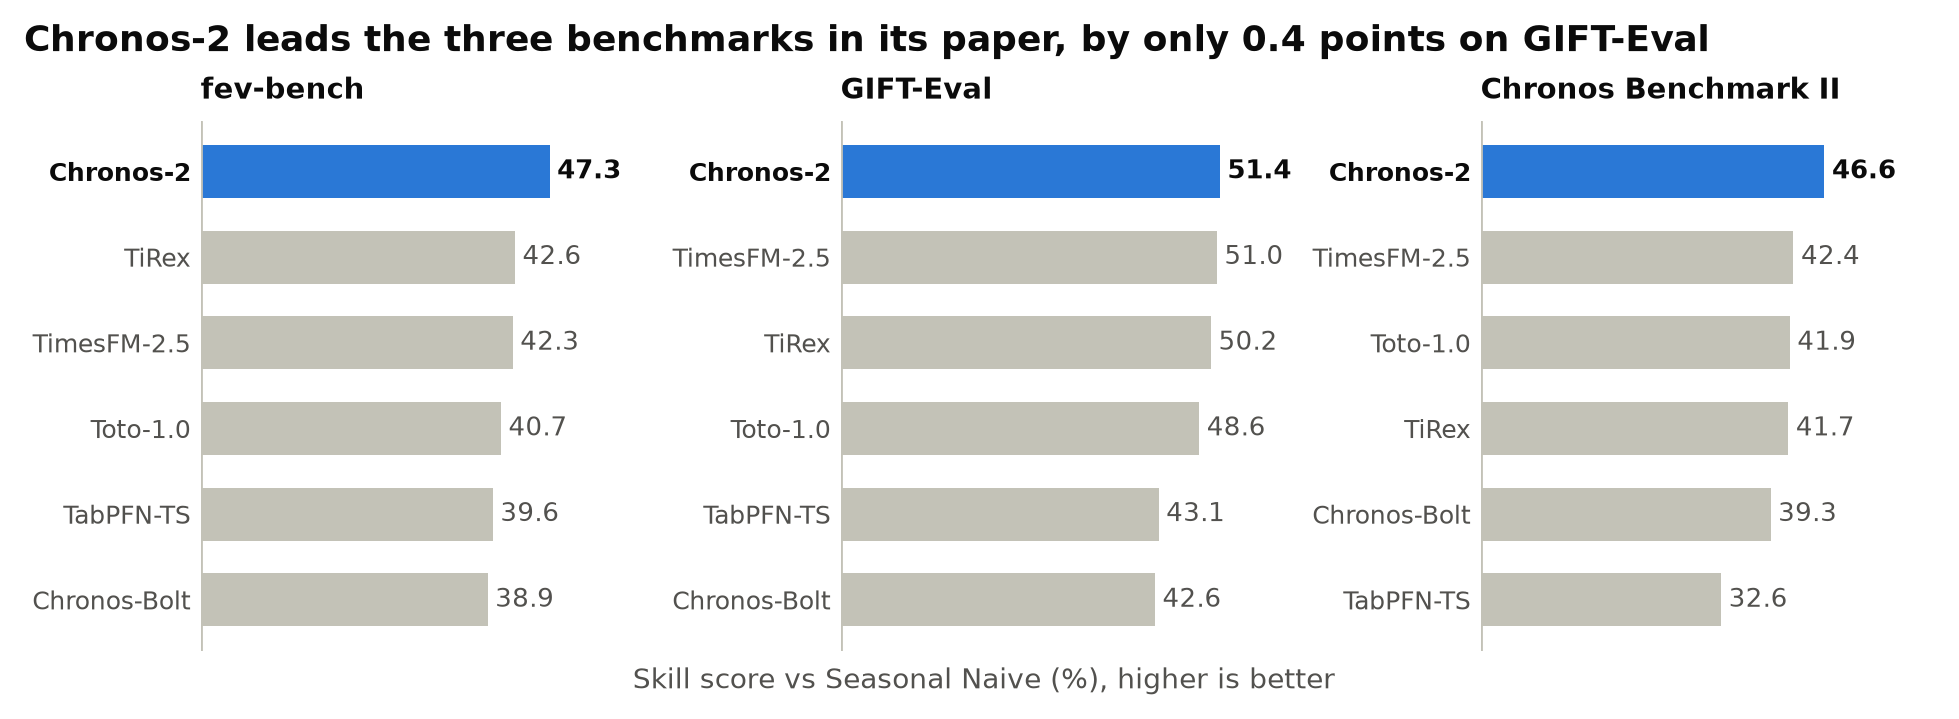 Chronos-2 leads the three benchmarks in its paper, by only 0.4 points on GIFT-Eval
fev-bench
Chronos-2 47.3
TiRex 42.6
TimesFM-2.5 42.3
Toto-1.0 40.7
TabPFN-TS 39.6
Chronos-Bolt 38.9
GIFT-Eval
Chronos-2 51.4
TimesFM-2.5 51.0
TiRex 50.2
Toto-1.0 48.6
TabPFN-TS 43.1
Chronos-Bolt 42.6
Chronos Benchmark II
Chronos-2 46.6
TimesFM-2.5 42.4
Toto-1.0 41.9
TiRex 41.7
Chronos-Bolt 39.3
TabPFN-TS 32.6
Skill score vs Seasonal Naive (%), higher is better